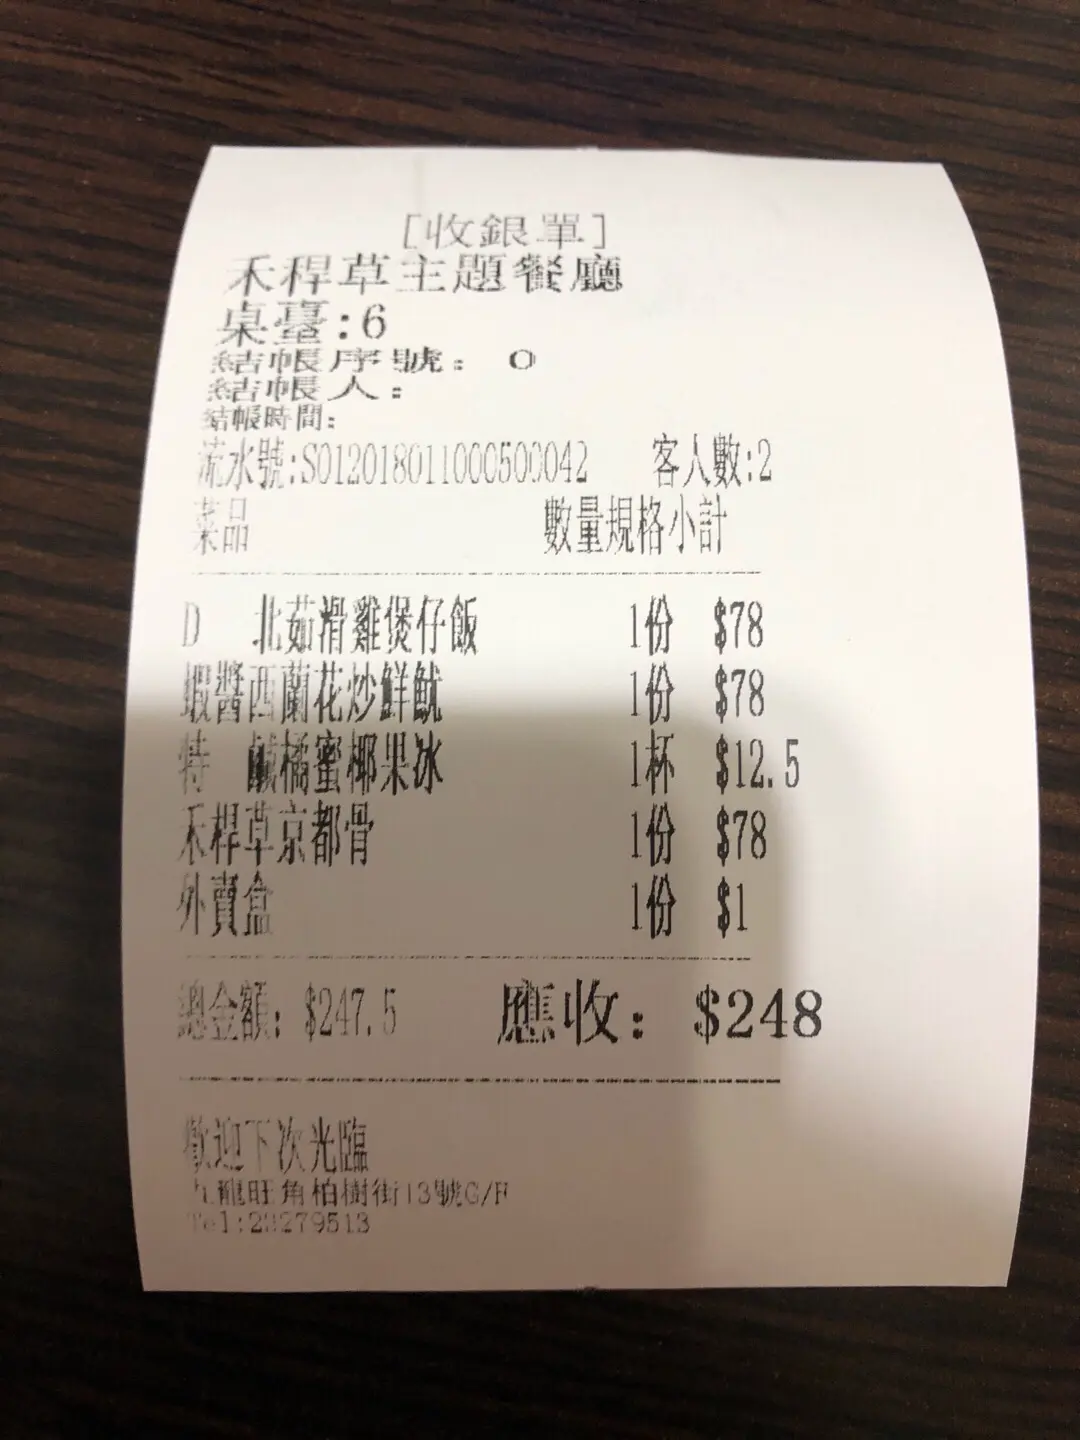 [收銀單]
禾稈草主題餐廳
桌臺:6
結帳序號: 0
結帳人:
結帳時間:
流水號:S0120180110000500042 客人數:2
菜品 數量規格小計
D 北菇滑雞煲仔飯 1份 $78
蝦醬西蘭花炒鮮魷 1份 $78
特 鹹橘蜜椰果冰 1杯 $12.5
禾稈草京都骨 1份 $78
外賣盒 1份 $1
總金額: $247.5 應收: $248
歡迎下次光臨
九龍旺角柏樹街13號G/F
Tel:23279513